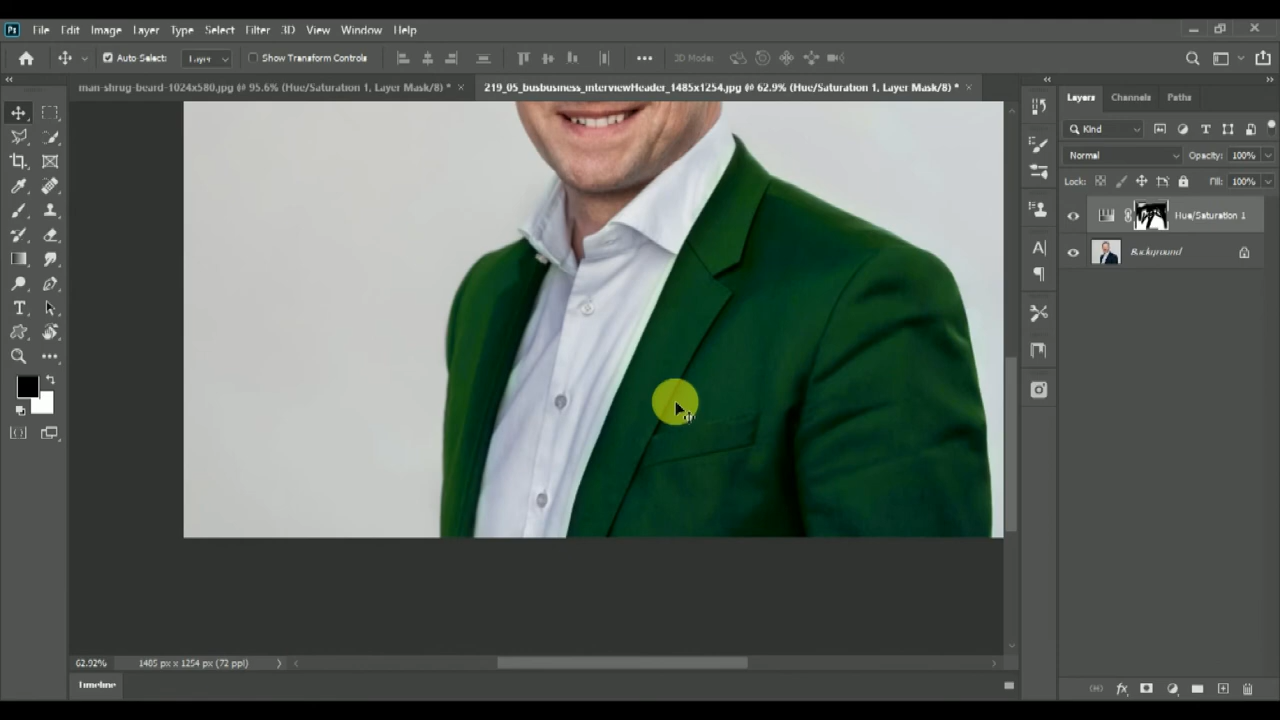 Ps File Edit Image Layer Type Select Filter 3D View Window Help
Auto Select: Layer Show Transform Controls 3D Mode:
man-shrug-beard-1024x580.jpg @ 95.6% (Hue/Saturation 1, Layer Mask/8) *
219_05_busbusiness_interviewHeader_1485x1254.jpg @ 62.9% (Hue/Saturation 1, Layer Mask/8) *
Layers Channels Paths
Kind
Normal Opacity: 100%
Lock: Fill: 100%
Hue/Saturation 1
Background
62.92% 1485 px x 1254 px (72 ppi)
Timeline